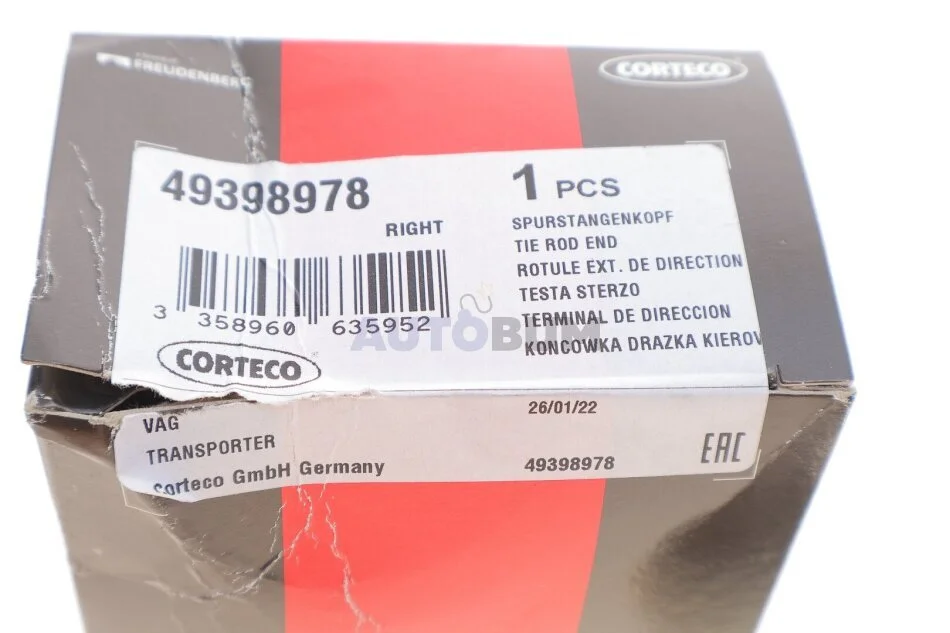 FREUDENBERG
CORTECO
49398978
RIGHT
3 358960 635952
CORTECO
1 PCS
SPURSTANGENKOPF
TIE ROD END
ROTULE EXT. DE DIRECTION
TESTA STERZO
TERMINAL DE DIRECCION
KONCOWKA DRAZKA KIEROW
AUTOBUM
VAG
TRANSPORTER
Corteco GmbH Germany
26/01/22
49398978
EAC